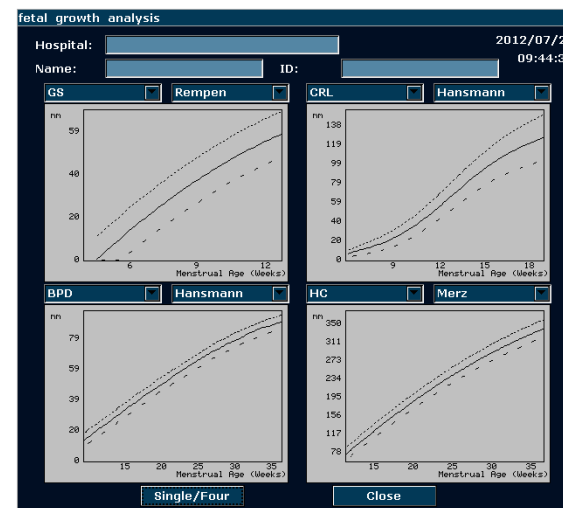 fetal growth analysis
Hospital: 2012/07/2
09:44:3
Name: ID:
GS Rempen CRL Hansmann
mm
59
40
20
0
6 9 12
Menstrual Age (Weeks)
mm
138
119
99
79
59
40
20
0
9 12 15 18
Menstrual Age (Weeks)
BPD Hansmann HC Merz
mm
79
59
39
20
0
15 20 25 30 35
Menstrual Age (Weeks)
mm
350
311
273
234
195
156
117
78
15 20 25 30 35
Menstrual Age (Weeks)
Single/Four Close